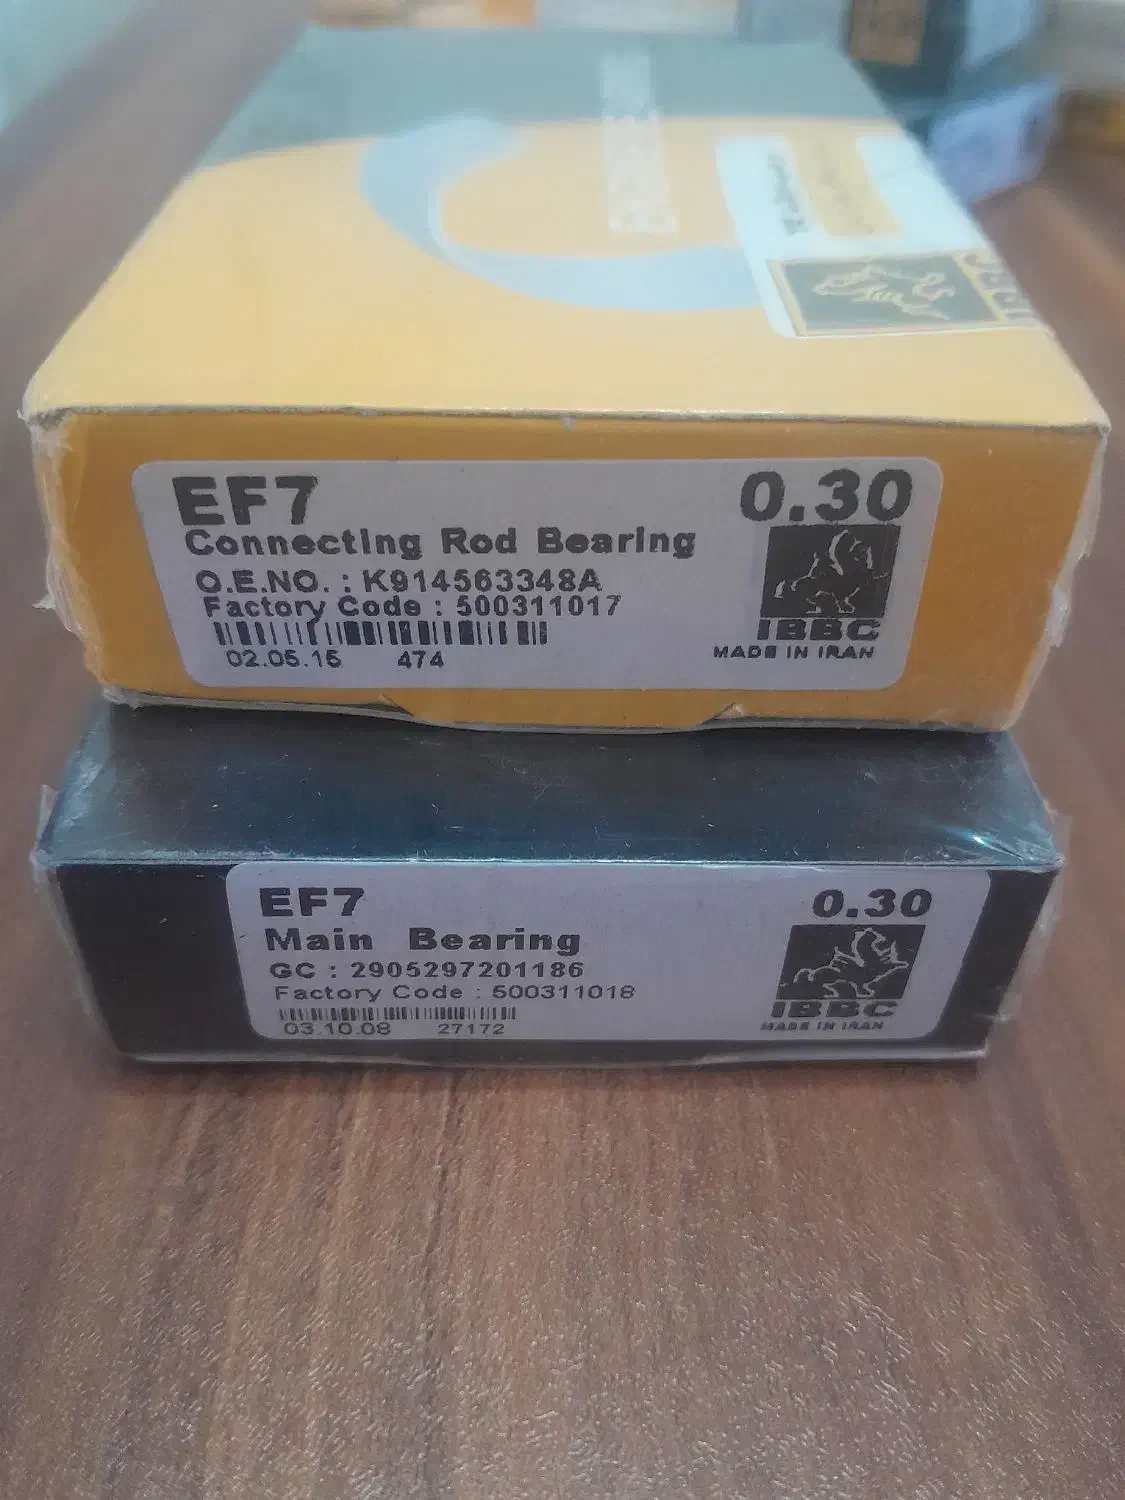 EF7
0.30
Connecting Rod Bearing
O.E.NO. : K914563348A
Factory Code : 500311017
IBBC
02.05.15 474
MADE IN IRAN
EF7
0.30
Main Bearing
GC : 2905297201186
Factory Code : 500311018
IBBC
03.10.08 27172
MADE IN IRAN